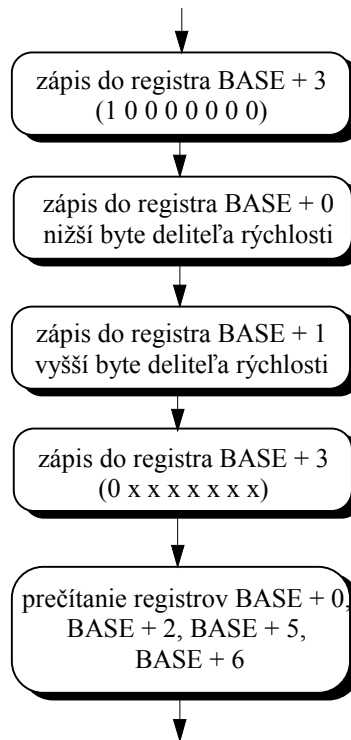 zápis do registra BASE + 3
(1 0 0 0 0 0 0 0)
zápis do registra BASE + 0
nižší byte deliteľa rýchlosti
zápis do registra BASE + 1
vyšší byte deliteľa rýchlosti
zápis do registra BASE + 3
(0 x x x x x x x)
prečítanie registrov BASE + 0,
BASE + 2, BASE + 5,
BASE + 6